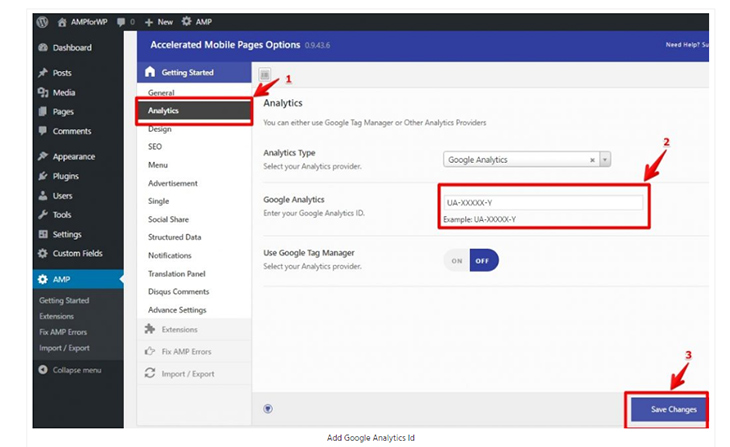 AMPforWP 0 + New AMP
Dashboard
Posts
Media
Pages
Comments
Appearance
Plugins
Users
Tools
Settings
Custom Fields
AMP
Getting Started
Extensions
Fix AMP Errors
Import / Export
Collapse menu
Accelerated Mobile Pages Options 0.9.43.6
Need Help? Su
Getting Started
General
Analytics
Design
SEO
Menu
Advertisement
Single
Social Share
Structured Data
Notifications
Translation Panel
Disqus Comments
Advance Settings
Extensions
Fix AMP Errors
Import / Export
1
Analytics
You can either use Google Tag Manager or Other Analytics Providers
Analytics Type
Select your Analytics provider.
Google Analytics
2
Google Analytics
Enter your Google Analytics ID.
UA-XXXXX-Y
Example: UA-XXXXX-Y
Use Google Tag Manager
Select your Analytics provider.
ON OFF
3
Save Changes
Add Google Analytics Id